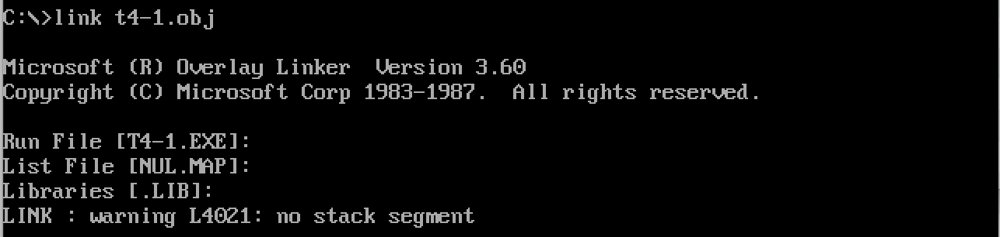 C:\>link t4-1.obj
Microsoft (R) Overlay Linker  Version 3.60
Copyright (C) Microsoft Corp 1983-1987.  All rights reserved.
Run File [T4-1.EXE]:
List File [NUL.MAP]:
Libraries [.LIB]:
LINK : warning L4021: no stack segment